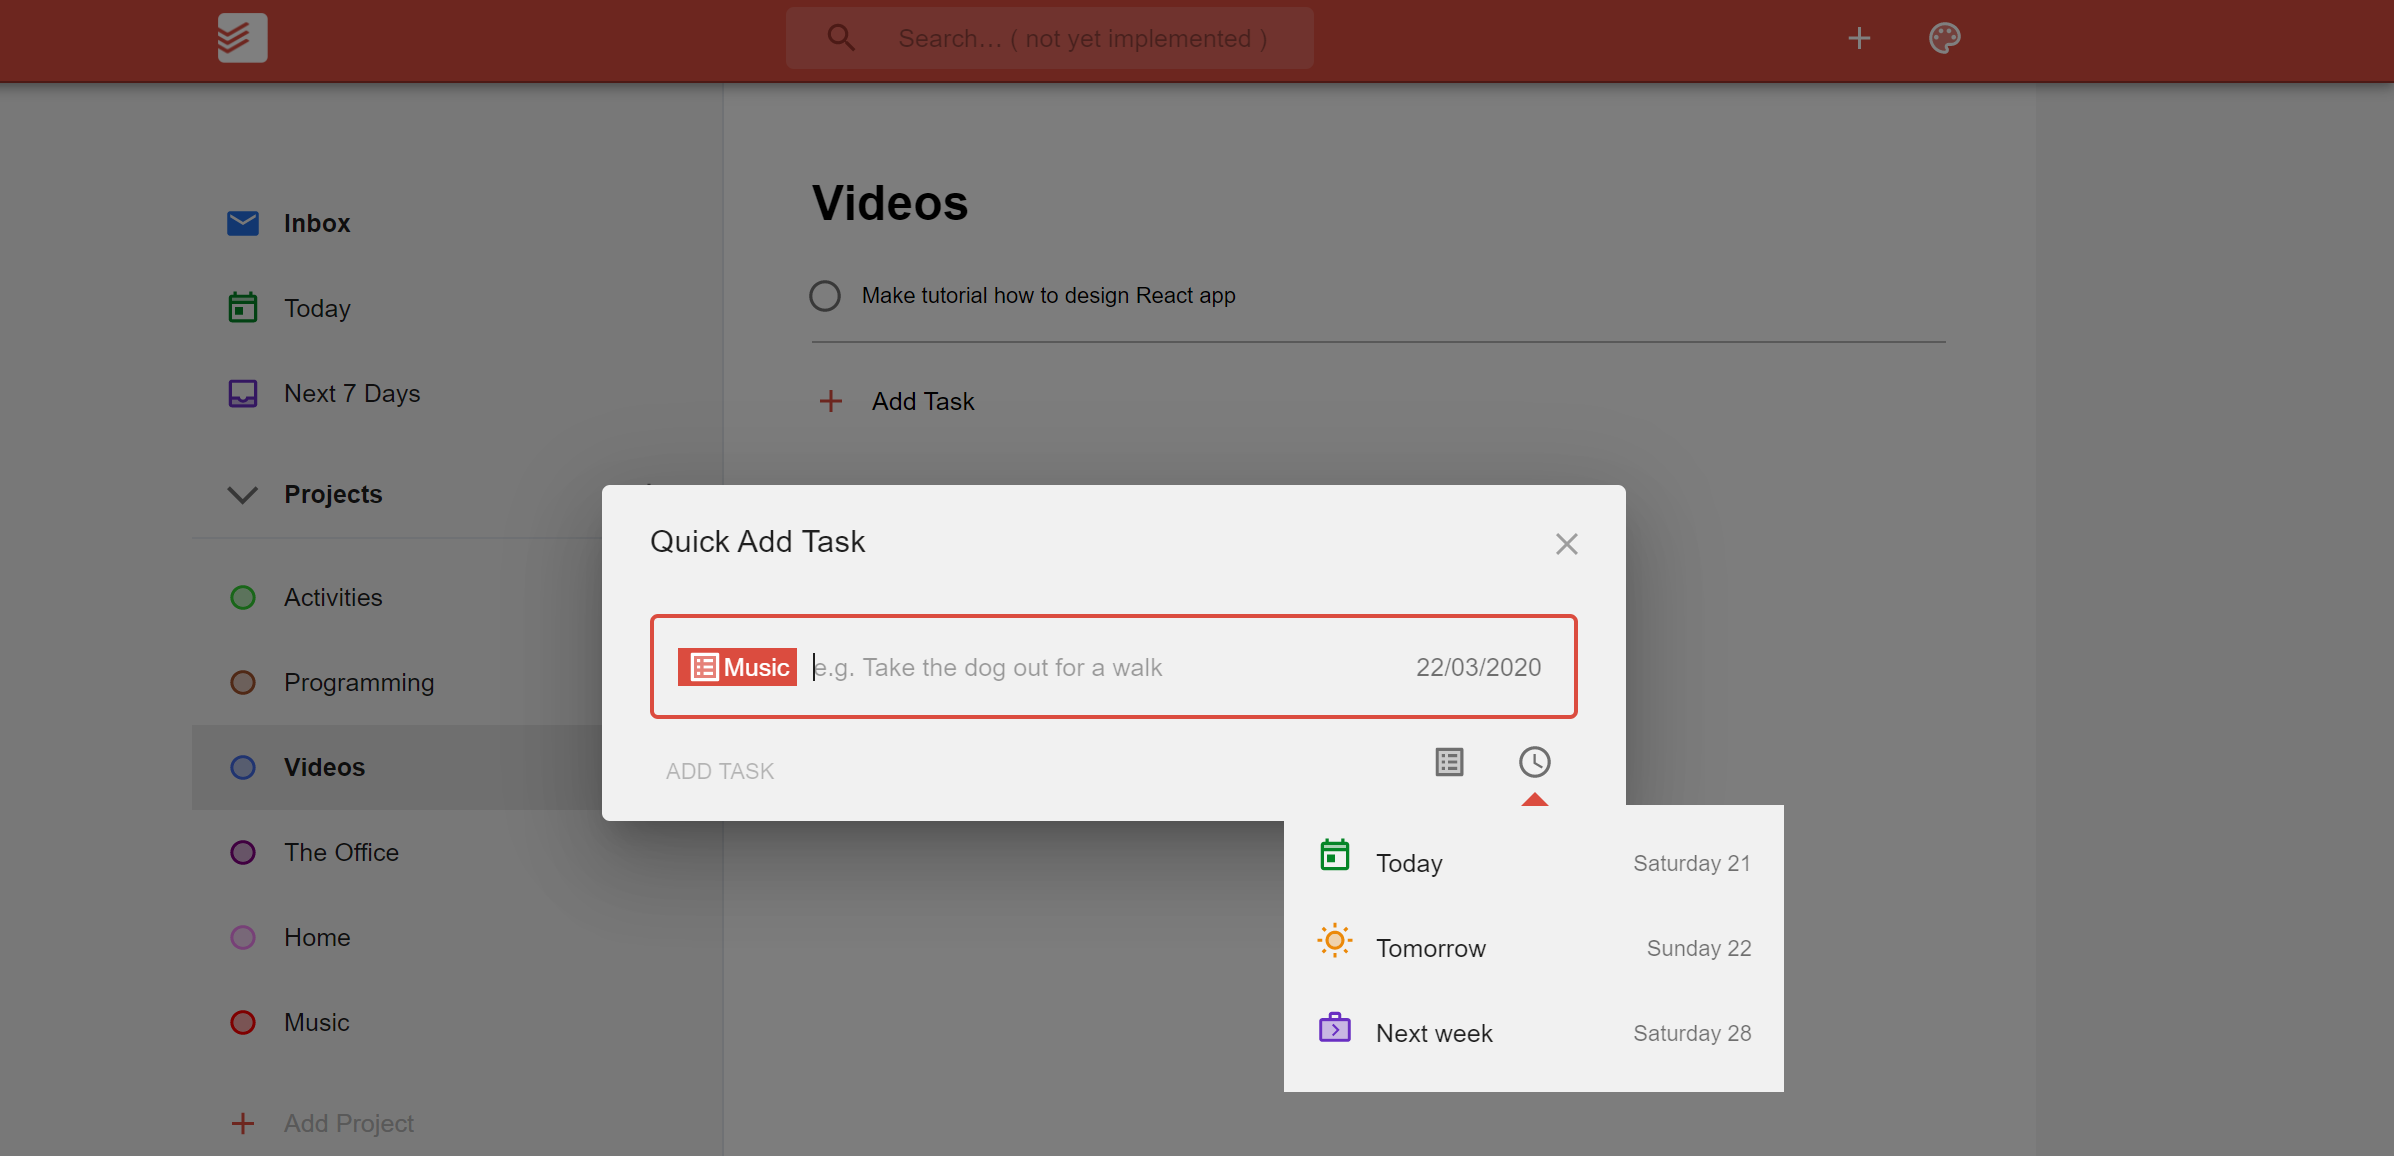 Search... ( not yet implemented )
Inbox
Today
Next 7 Days
Projects
Activities
Programming
Videos
The Office
Home
Music
Add Project
Videos
Make tutorial how to design React app
Add Task
Quick Add Task
Music e.g. Take the dog out for a walk 22/03/2020
ADD TASK
Today Saturday 21
Tomorrow Sunday 22
Next week Saturday 28